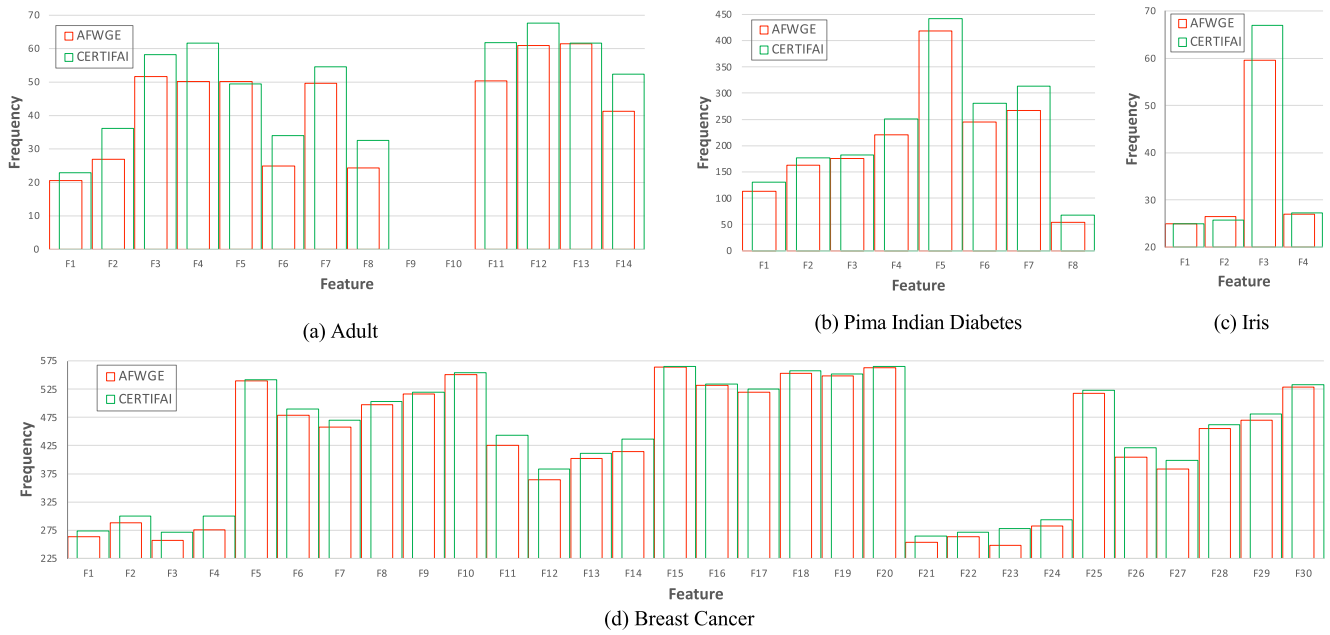 70
60
50
40
30
20
10
0
Frequency
AFWGE
CERTIFAI
F1 F2 F3 F4 F5 F6 F7 F8 F9 F10 F11 F12 F13 F14
Feature
(a) Adult
450
400
350
300
250
200
150
100
50
0
Frequency
AFWGE
CERTIFAI
F1 F2 F3 F4 F5 F6 F7 F8
Feature
(b) Pima Indian Diabetes
70
60
50
40
30
20
Frequency
AFWGE
CERTIFAI
F1 F2 F3 F4
Feature
(c) Iris
575
525
475
425
375
325
275
225
Frequency
AFWGE
CERTIFAI
F1 F2 F3 F4 F5 F6 F7 F8 F9 F10 F11 F12 F13 F14 F15 F16 F17 F18 F19 F20 F21 F22 F23 F24 F25 F26 F27 F28 F29 F30
Feature
(d) Breast Cancer